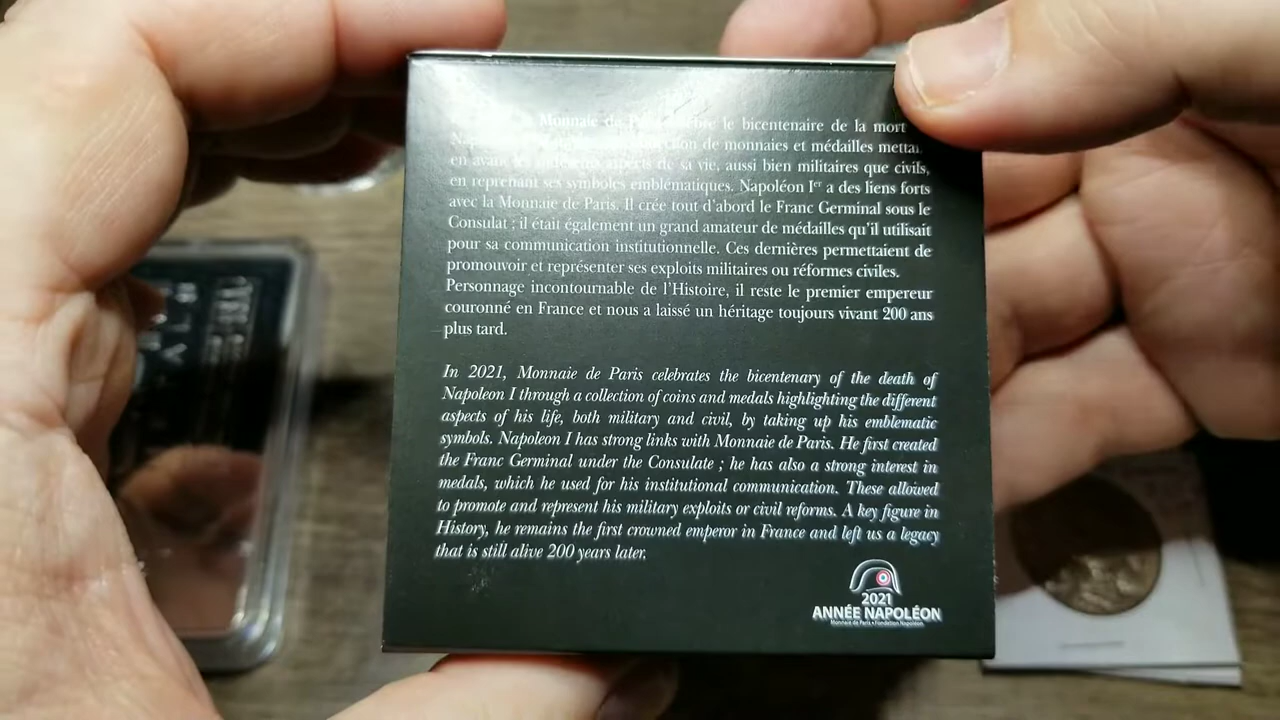 Monnaie de le bicentenaire de la mort
de monnaies et médailles
en avant les aspects de sa vie, aussi bien militaires que civils,
en reprenant ses symboles emblématiques. Napoléon Ier a des liens forts
avec la Monnaie de Paris. Il crée tout d'abord le Franc Germinal sous le
Consulat ; il était également un grand amateur de médailles qu'il utilisait
pour sa communication institutionnelle. Ces dernières permettaient de
promouvoir et représenter ses exploits militaires ou réformes civiles.
Personnage incontournable de l'Histoire, il reste le premier empereur
couronné en France et nous a laissé un héritage toujours vivant 200 ans
plus tard.
In 2021, Monnaie de Paris celebrates the bicentenary of the death of
Napoleon I through a collection of coins and medals highlighting the different
aspects of his life, both military and civil, by taking up his emblematic
symbols. Napoleon I has strong links with Monnaie de Paris. He first created
the Franc Germinal under the Consulate ; he has also a strong interest in
medals, which he used for his institutional communication. These allowed
to promote and represent his military exploits or civil reforms. A key figure in
History, he remains the first crowned emperor in France and left us a legacy
that is still alive 200 years later.
2021
ANNÉE NAPOLÉON
Monnaie de Paris • Fondation Napoléon